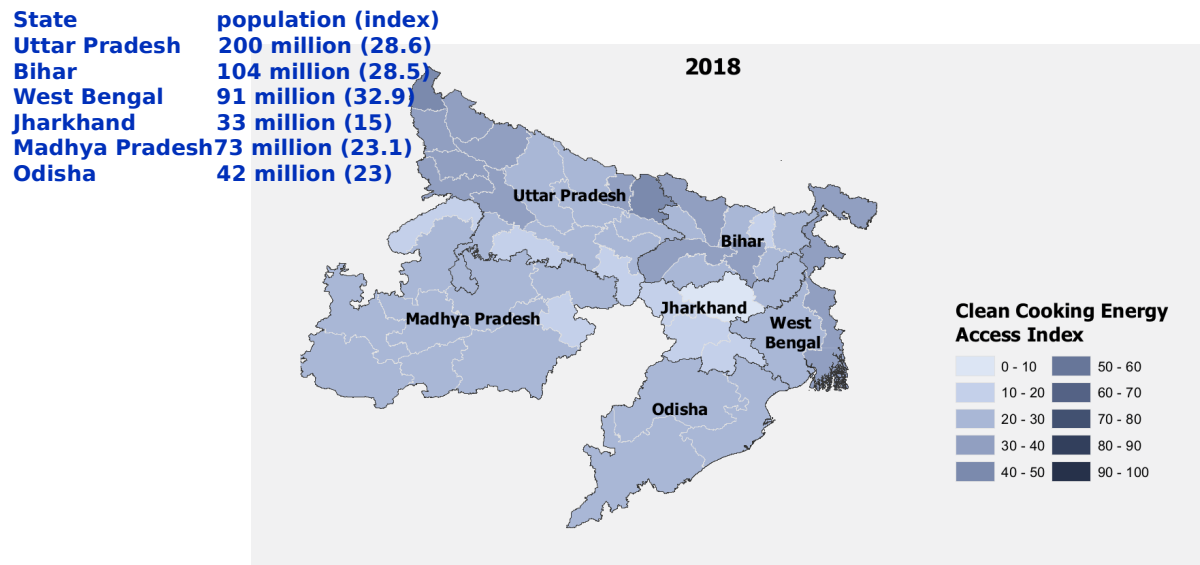 State population (index)
Uttar Pradesh 200 million (28.6)
Bihar 104 million (28.5)
West Bengal 91 million (32.9)
Jharkhand 33 million (15)
Madhya Pradesh 73 million (23.1)
Odisha 42 million (23)
2018
Uttar Pradesh
Bihar
Jharkhand
Madhya Pradesh
West
Bengal
Odisha
Clean Cooking Energy
Access Index
0 - 10 50 - 60
10 - 20 60 - 70
20 - 30 70 - 80
30 - 40 80 - 90
40 - 50 90 - 100